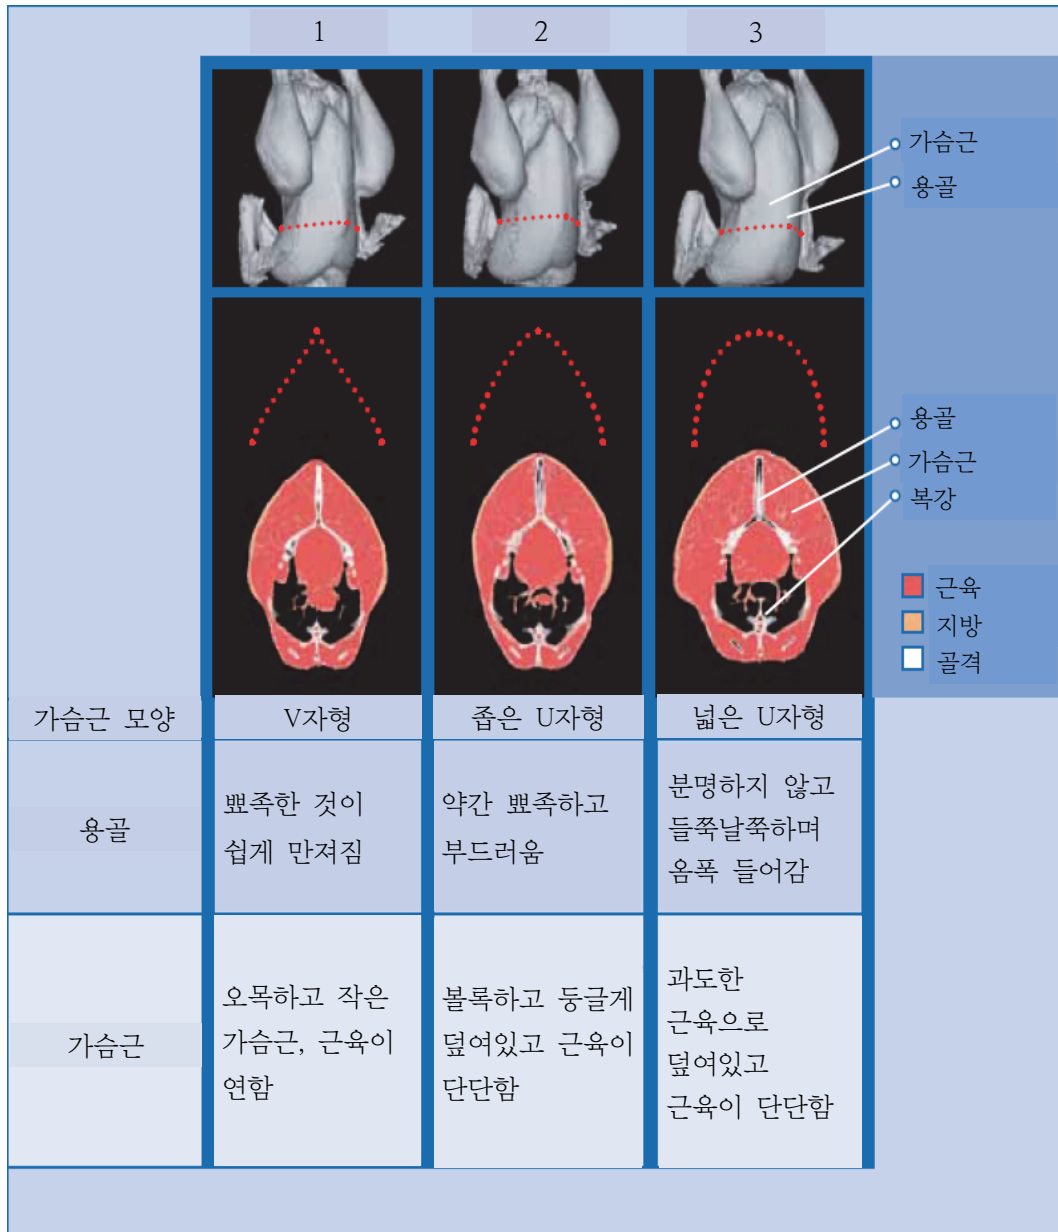 1
2
3
가슴근
용골
용골
가슴근
복강
근육
지방
골격
가슴근 모양
V자형
좁은 U자형
넓은 U자형
용골
뾰족한 것이
쉽게 만져짐
약간 뾰족하고
부드러움
분명하지 않고
들쭉날쭉하며
옴폭 들어감
가슴근
오목하고 작은
가슴근, 근육이
연함
볼록하고 둥글게
덮여있고 근육이
단단함
과도한
근육으로
덮여있고
근육이 단단함